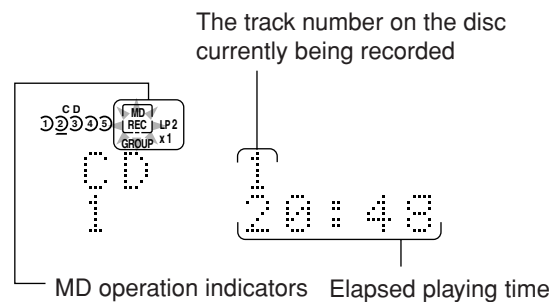 The track number on the disc
currently being recorded
CD
1 2 3 4 5
MD
REC
LP2
GROUP x1
CD 1
1 20:48
MD operation indicators Elapsed playing time